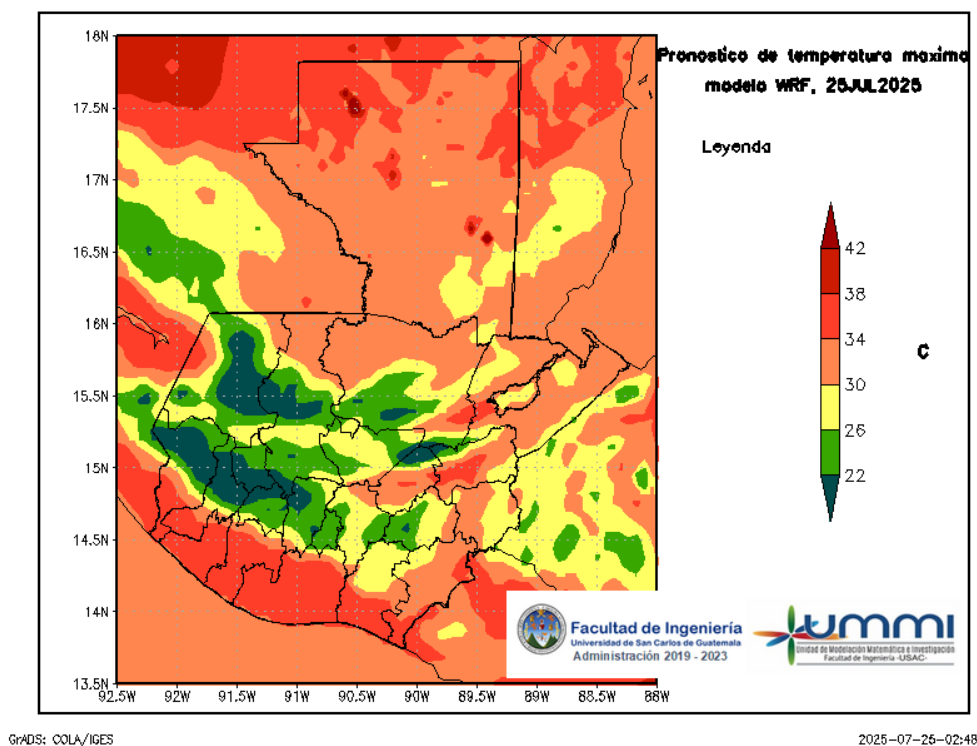 Pronostico de temperatura maxima
modelo WRF, 25JUL2025
Leyenda
42
38
34
30
26
22
C
18N
17.5N
17N
16.5N
16N
15.5N
15N
14.5N
14N
13.5N
92.5W
92W
91.5W
91W
90.5W
90W
89.5W
89W
88.5W
88W
Facultad de Ingeniería
Universidad de San Carlos de Guatemala
Administración 2019 - 2023
UMMI
Unidad de Modelación Matemática e Investigación
Facultad de Ingeniería -USAC-
GrADS: COLA/IGES
2025-07-26-02:48